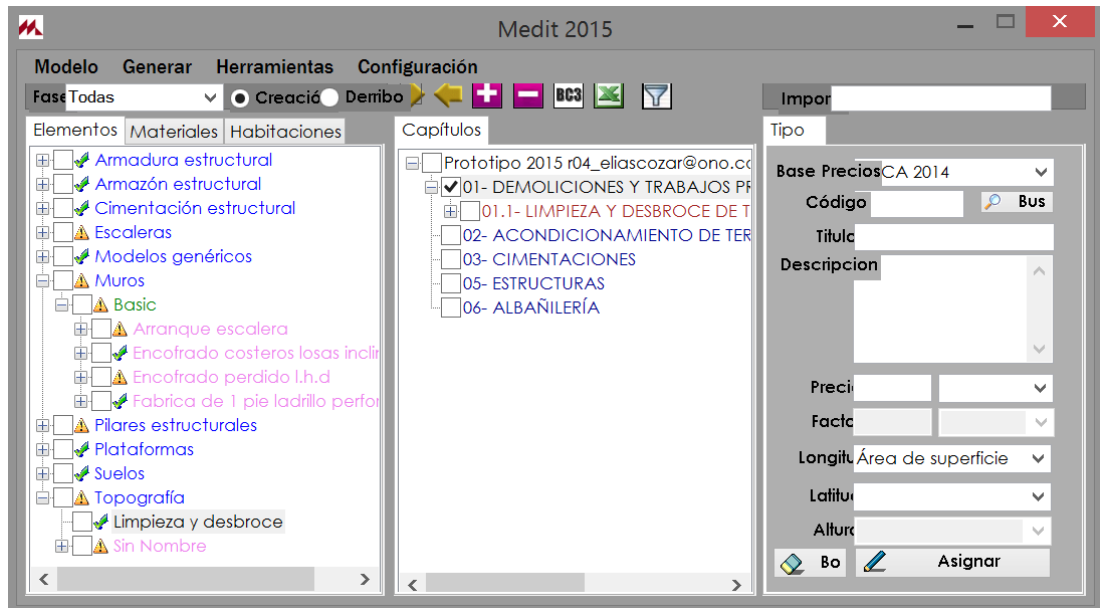 Medit 2015
Modelo Generar Herramientas Configuración
Fase Todas Creació Derribo BC3 Impor
Elementos Materiales Habitaciones
Armadura estructural
Armazón estructural
Cimentación estructural
Escaleras
Modelos genéricos
Muros
Basic
Arranque escalera
Encofrado costeros losas inclir
Encofrado perdido l.h.d
Fabrica de 1 pie ladrillo perfor
Pilares estructurales
Plataformas
Suelos
Topografía
Limpieza y desbroce
Sin Nombre
Capítulos
Prototipo 2015 r04_eliascozar@ono.cc
01- DEMOLICIONES Y TRABAJOS PR
01.1- LIMPIEZA Y DESBROCE DE T
02- ACONDICIONAMIENTO DE TER
03- CIMENTACIONES
05- ESTRUCTURAS
06- ALBAÑILERÍA
Tipo
Base Precios CA 2014
Código Bus
Titulo
Descripcion
Preci
Facto
Longitu Área de superficie
Latitu
Altura
Bo Asignar